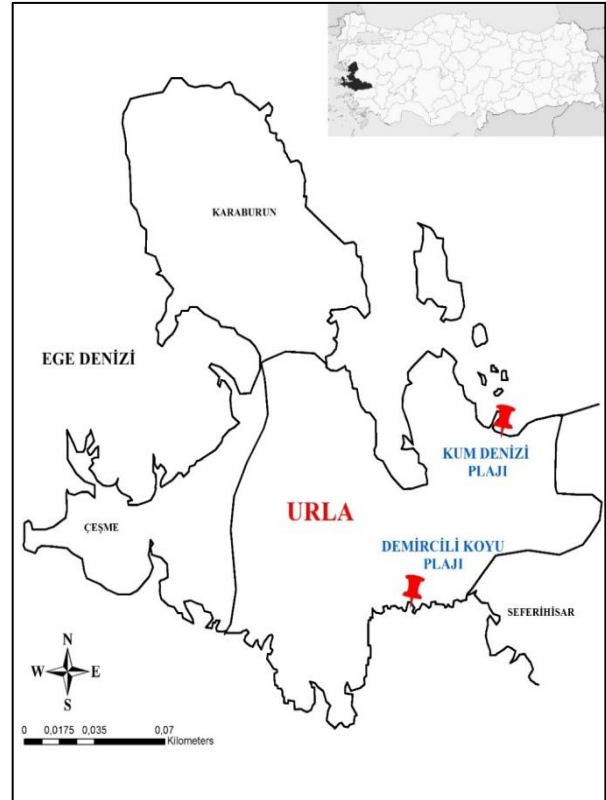 KARABURUN
EGE DENİZİ
KUM DENİZİ
PLAJI
URLA
ÇEŞME
DEMİRCİLİ KOYU
PLAJI
SEFERİHİSAR
N
W E
S
0 0,0175 0,035 0,07
Kilometers